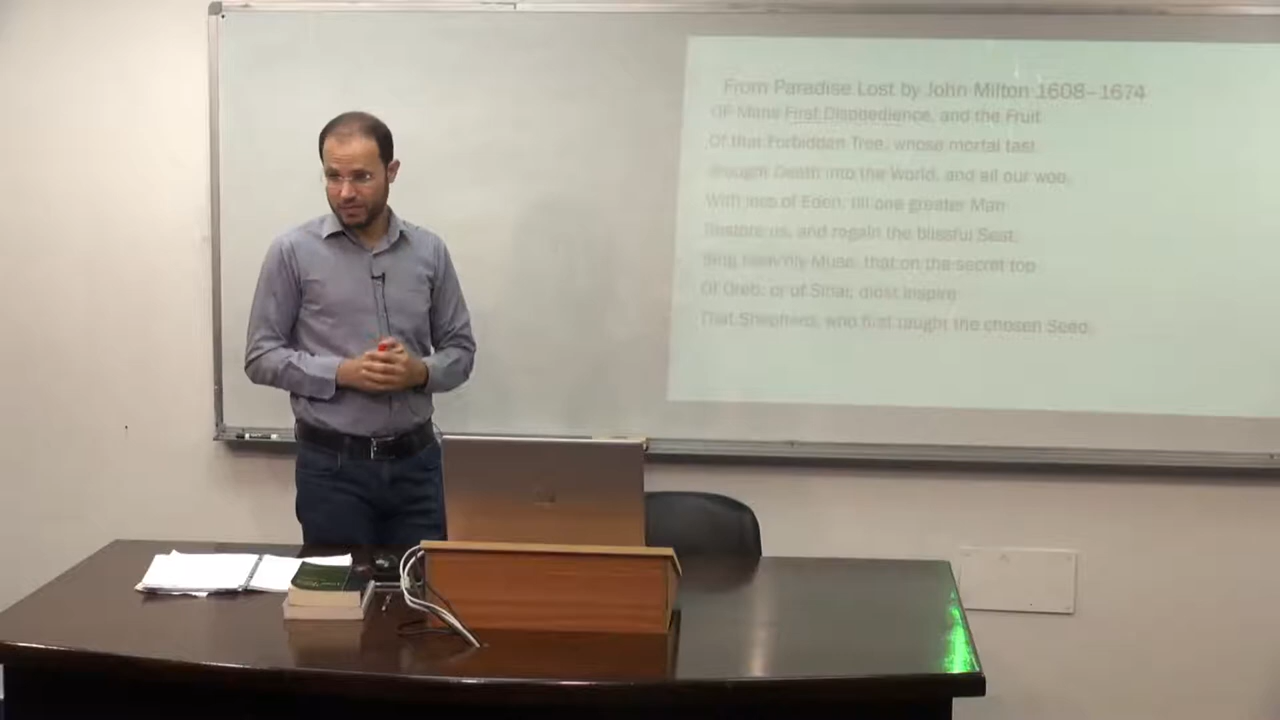 From Paradise Lost by John Milton 1608–1674
OF Mans First Disobedience, and the Fruit
Of that Forbidden Tree, whose mortal tast
Brought Death into the World, and all our woe,
With loss of Eden, till one greater Man
Restore us, and regain the blissful Seat,
Sing Heav'nly Muse, that on the secret top
Of Oreb, or of Sinai, didst inspire
That Shepherd, who first taught the chosen Seed,